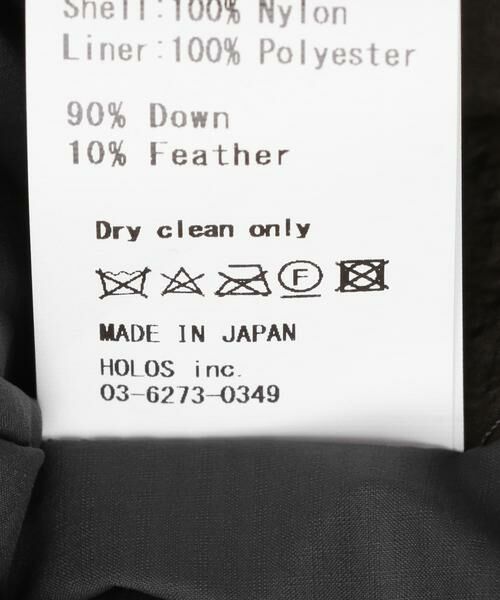 Shell:100% Nylon
Liner:100% Polyester
90% Down
10% Feather
Dry clean only
F
MADE IN JAPAN
HOLOS inc.
03-6273-0349